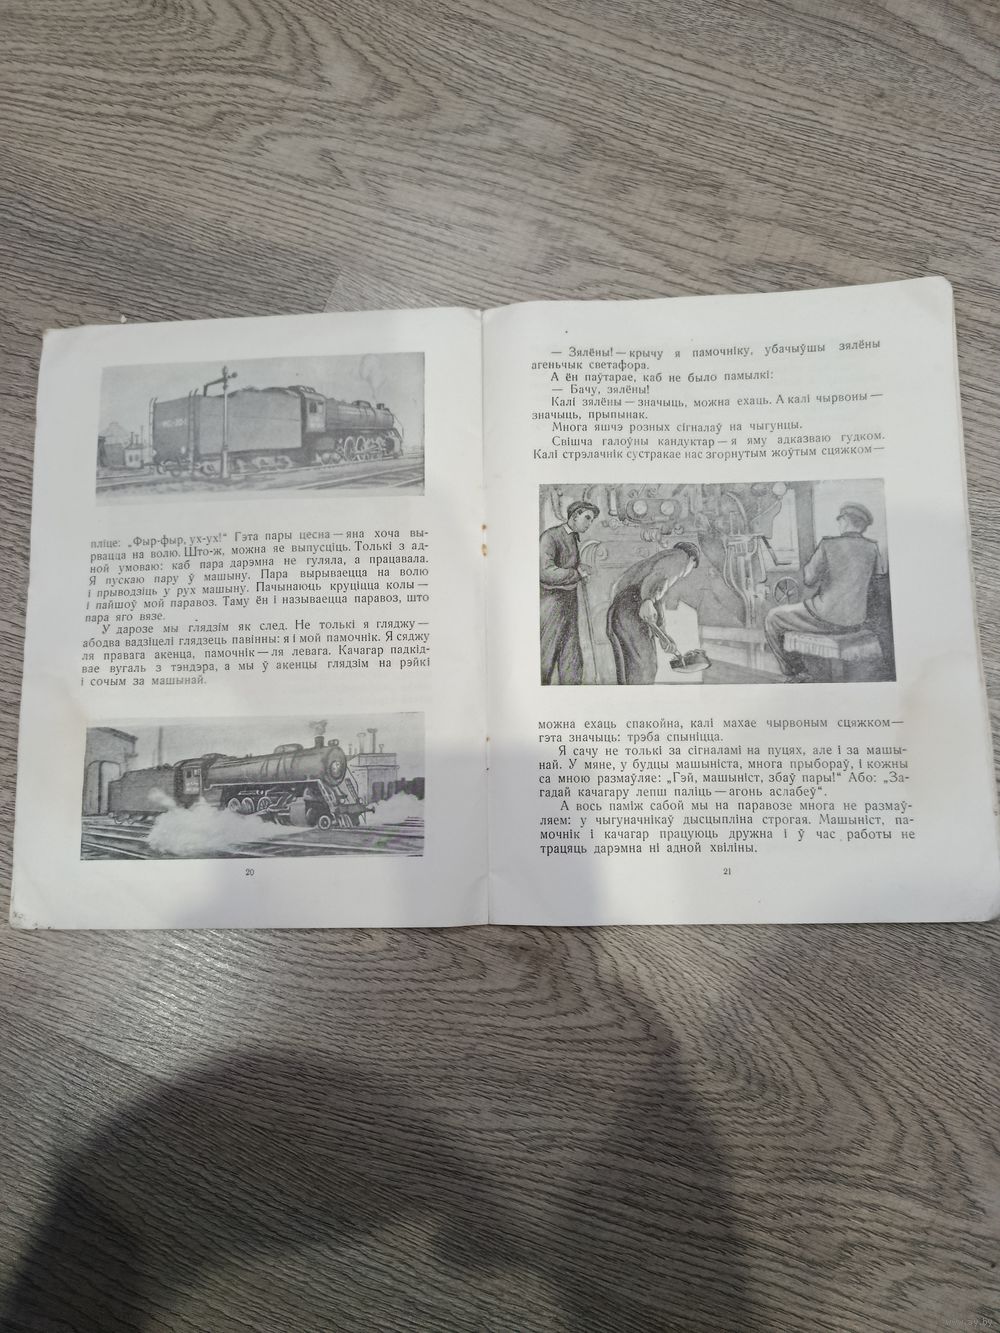 пліце: „Фыр-фыр, ух-ух!“ Гэта пары цесна — яна хоча вы-
рвацца на волю. Што-ж, можна яе выпусціць. Толькі з ад-
ной умоваю: каб пара дарэмна не гуляла, а працавала.
Я пускаю пару ў машыну. Пара вырываецца на волю
і прыводзіць у рух машыну. Пачынаюць круціцца колы —
і пайшоў мой паравоз. Таму ён і называецца паравоз, што
пара яго вязе.
У дарозе мы глядзім як след. Не толькі я гляджу —
абодва вадзіцелі глядзець павінны: я і мой памочнік. Я сяджу
ля правага акенца, памочнік — ля левага. Качагар падкід-
вае вугаль з тэндэра, а мы ў акенцы глядзім на рэйкі
і сочым за машынай.
20
— Зялёны! — крычу я памочніку, убачыўшы зялёны
агеньчык светафора.
А ён паўтарае, каб не было памылкі:
— Бачу, зялёны!
Калі зялёны — значыць, можна ехаць. А калі чырвоны —
значыць, прыпынак.
Многа яшчэ розных сігналаў на чыгунцы.
Свішча галоўны кандуктар — я яму адказваю гудком.
Калі стрэлачнік сустракае нас згорнутым жоўтым сцяжком —
можна ехаць спакойна, калі махае чырвоным сцяжком —
гэта значыць: трэба спыніцца.
Я сачу не толькі за сігналамі на пуцях, але і за машы-
най. У мяне, у будцы машыніста, многа прыбораў, і кожны
са мною размаўляе: „Гэй, машыніст, збаў пары!“ Або: „За-
гадай качагару лепш паліць — агонь аслабеў“.
А вось паміж сабой мы на паравозе многа не размаў-
ляем: у чыгуначнікаў дысцыпліна строгая. Машыніст, па-
мочнік і качагар працуюць дружна і ў час работы не
трацяць дарэмна ні адной хвіліны.
21